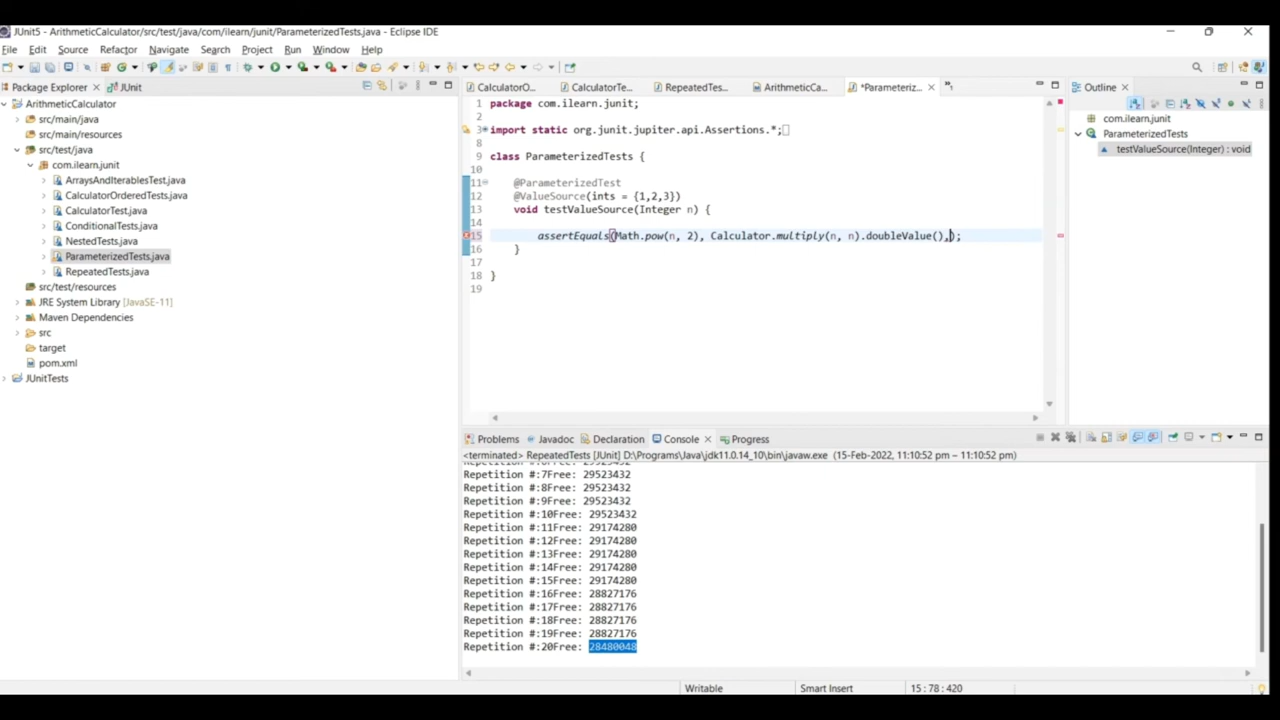 JUnit5 - ArithmeticCalculator/src/test/java/com/ilearn/junit/ParameterizedTests.java - Eclipse IDE
File Edit Source Refactor Navigate Search Project Run Window Help
Package Explorer JUnit
ArithmeticCalculator
src/main/java
src/main/resources
src/test/java
com.ilearn.junit
ArraysAndIterablesTest.java
CalculatorOrderedTests.java
CalculatorTest.java
ConditionalTests.java
NestedTests.java
ParameterizedTests.java
RepeatedTests.java
src/test/resources
JRE System Library [JavaSE-11]
Maven Dependencies
src
target
pom.xml
JUnitTests
CalculatorO... CalculatorTe... RepeatedTes... ArithmeticCa... *Parameteriz...
1 package com.ilearn.junit;
2
3 import static org.junit.jupiter.api.Assertions.*;
8
9 class ParameterizedTests {
10
11 @ParameterizedTest
12 @ValueSource(ints = {1,2,3})
13 void testValueSource(Integer n) {
14
15 assertEquals(Math.pow(n, 2), Calculator.multiply(n, n).doubleValue(),);
16 }
17
18 }
19
Outline
com.ilearn.junit
ParameterizedTests
testValueSource(Integer) : void
Problems Javadoc Declaration Console Progress
<terminated> RepeatedTests [JUnit] D:\Programs\Java\jdk11.0.14_10\bin\javaw.exe (15-Feb-2022, 11:10:52 pm – 11:10:52 pm)
Repetition #:7Free: 29523432
Repetition #:8Free: 29523432
Repetition #:9Free: 29523432
Repetition #:10Free: 29523432
Repetition #:11Free: 29174280
Repetition #:12Free: 29174280
Repetition #:13Free: 29174280
Repetition #:14Free: 29174280
Repetition #:15Free: 29174280
Repetition #:16Free: 28827176
Repetition #:17Free: 28827176
Repetition #:18Free: 28827176
Repetition #:19Free: 28827176
Repetition #:20Free: 28480048
Writable Smart Insert 15 : 78 : 420